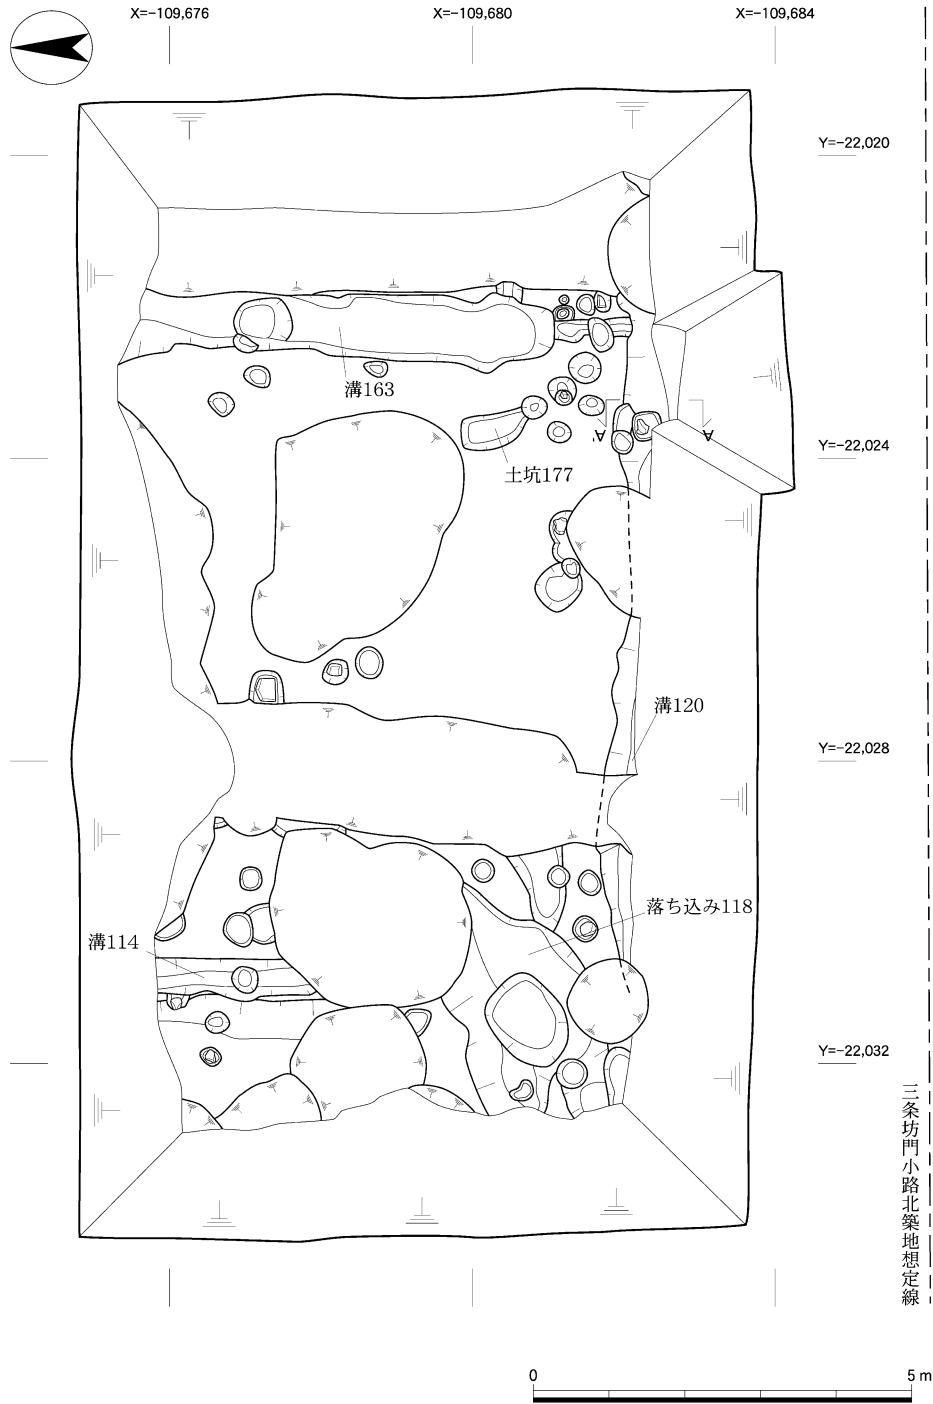 X=-109,676
X=-109,680
X=-109,684
Y=-22,020
溝163
A'
A
Y=-22,024
土坑177
溝120
Y=-22,028
落ち込み118
溝114
Y=-22,032
三条坊門小路北築地想定線
0
5 m